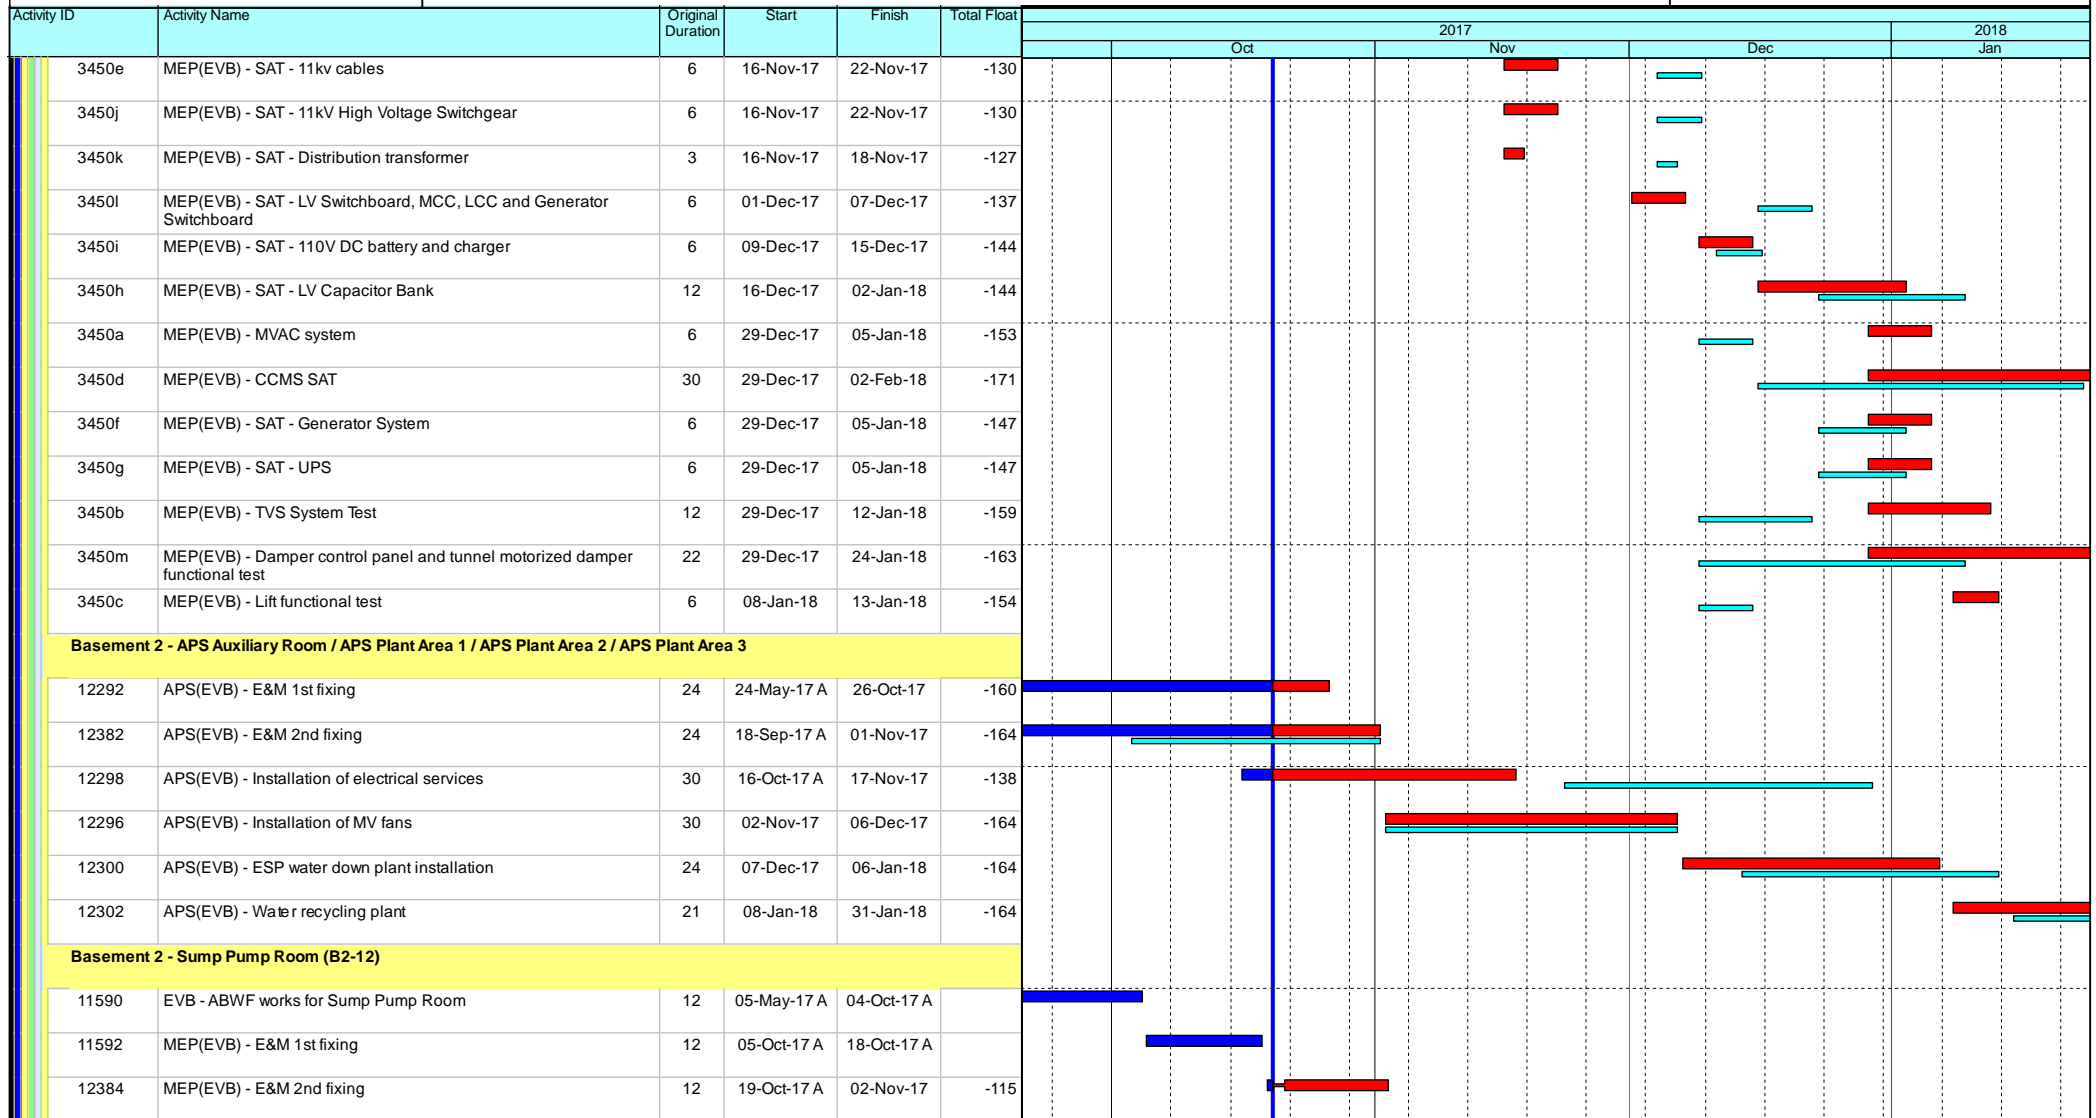 Activity ID Activity Name Original Duration Start Finish Total Float
2017 2018
Oct Nov Dec Jan
3450e MEP(EVB) - SAT - 11kv cables 6 16-Nov-17 22-Nov-17 -130
3450j MEP(EVB) - SAT - 11kV High Voltage Switchgear 6 16-Nov-17 22-Nov-17 -130
3450k MEP(EVB) - SAT - Distribution transformer 3 16-Nov-17 18-Nov-17 -127
3450l MEP(EVB) - SAT - LV Switchboard, MCC, LCC and Generator Switchboard 6 01-Dec-17 07-Dec-17 -137
3450i MEP(EVB) - SAT - 110V DC battery and charger 6 09-Dec-17 15-Dec-17 -144
3450h MEP(EVB) - SAT - LV Capacitor Bank 12 16-Dec-17 02-Jan-18 -144
3450a MEP(EVB) - MVAC system 6 29-Dec-17 05-Jan-18 -153
3450d MEP(EVB) - CCMS SAT 30 29-Dec-17 02-Feb-18 -171
3450f MEP(EVB) - SAT - Generator System 6 29-Dec-17 05-Jan-18 -147
3450g MEP(EVB) - SAT - UPS 6 29-Dec-17 05-Jan-18 -147
3450b MEP(EVB) - TVS System Test 12 29-Dec-17 12-Jan-18 -159
3450m MEP(EVB) - Damper control panel and tunnel motorized damper functional test 22 29-Dec-17 24-Jan-18 -163
3450c MEP(EVB) - Lift functional test 6 08-Jan-18 13-Jan-18 -154
Basement 2 - APS Auxiliary Room / APS Plant Area 1 / APS Plant Area 2 / APS Plant Area 3
12292 APS(EVB) - E&M 1st fixing 24 24-May-17 A 26-Oct-17 -160
12382 APS(EVB) - E&M 2nd fixing 24 18-Sep-17 A 01-Nov-17 -164
12298 APS(EVB) - Installation of electrical services 30 16-Oct-17 A 17-Nov-17 -138
12296 APS(EVB) - Installation of MV fans 30 02-Nov-17 06-Dec-17 -164
12300 APS(EVB) - ESP water down plant installation 24 07-Dec-17 06-Jan-18 -164
12302 APS(EVB) - Water recycling plant 21 08-Jan-18 31-Jan-18 -164
Basement 2 - Sump Pump Room (B2-12)
11590 EVB - ABWF works for Sump Pump Room 12 05-May-17 A 04-Oct-17 A
11592 MEP(EVB) - E&M 1st fixing 12 05-Oct-17 A 18-Oct-17 A
12384 MEP(EVB) - E&M 2nd fixing 12 19-Oct-17 A 02-Nov-17 -115